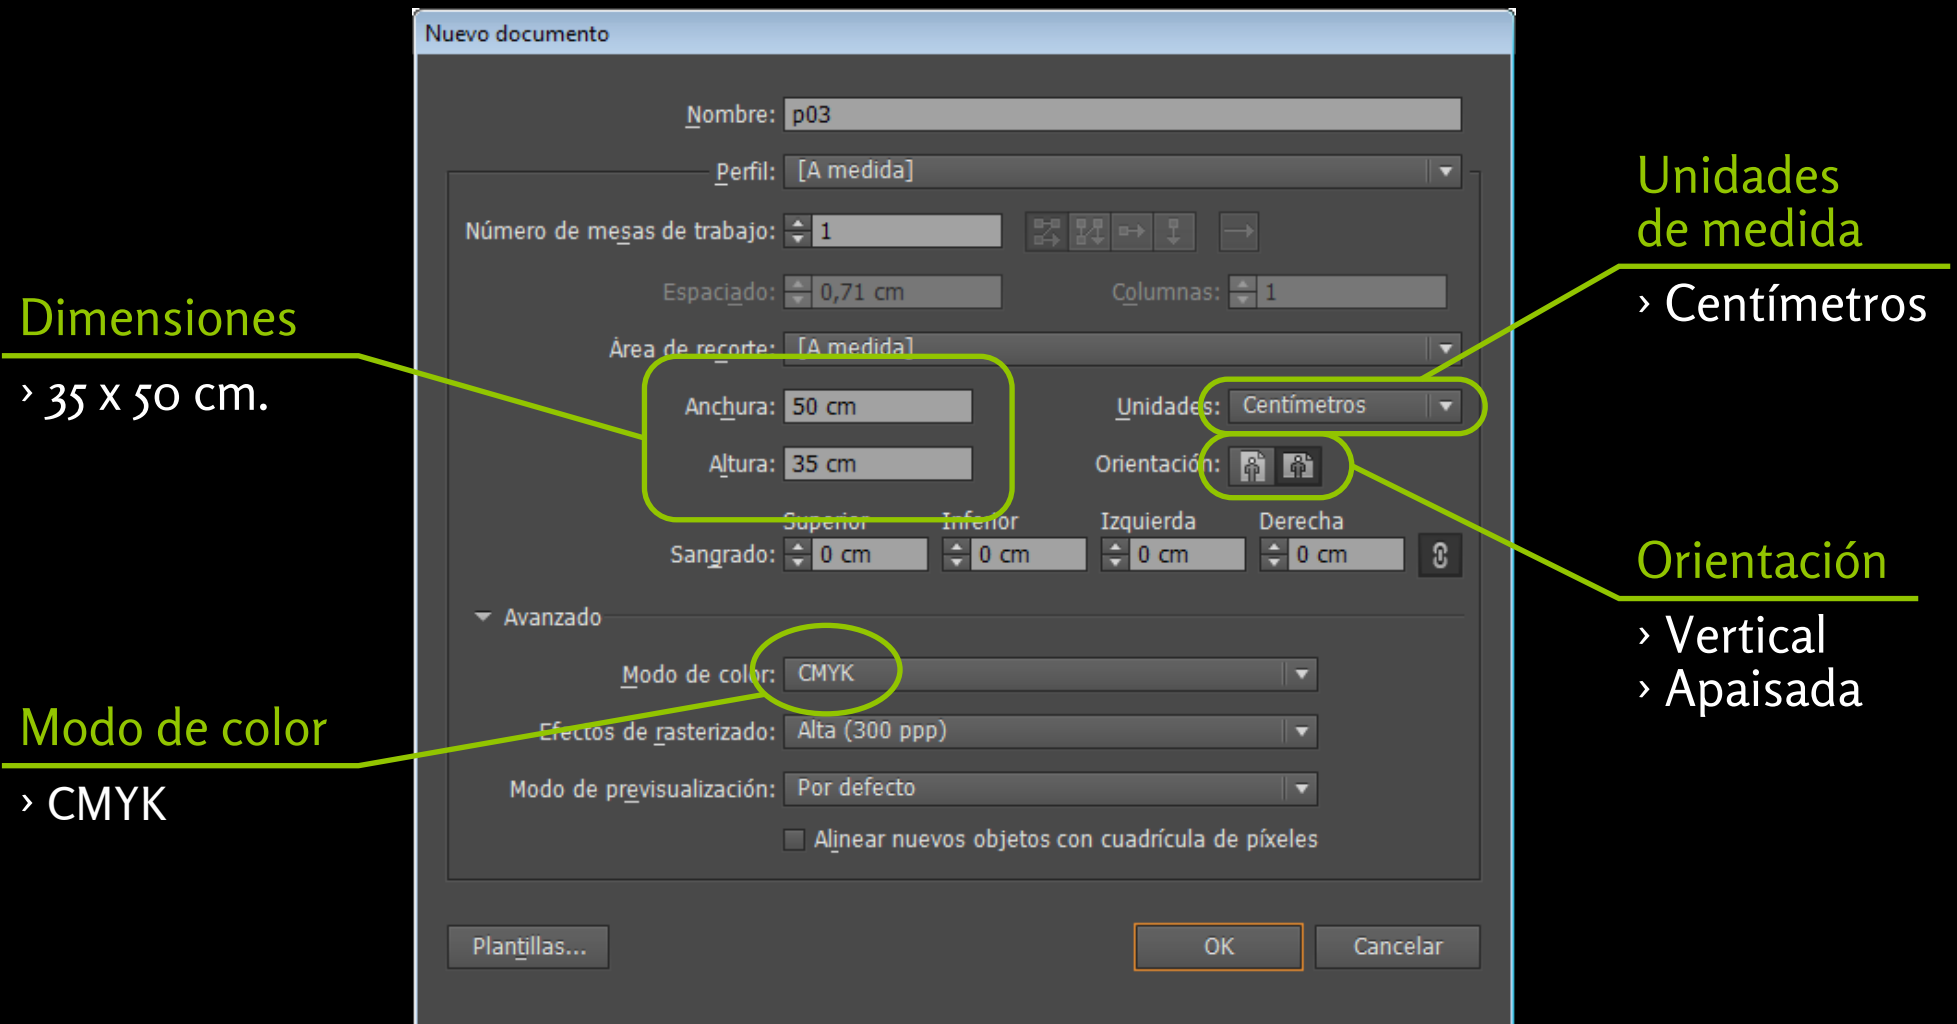 Nuevo documento
Nombre: p03
Perfil: [A medida]
Número de mesas de trabajo: 1
Espaciado: 0,71 cm Columnas: 1
Área de recorte: [A medida]
Anchura: 50 cm Unidades: Centímetros
Altura: 35 cm Orientación:
Superior Inferior Izquierda Derecha
Sangrado: 0 cm 0 cm 0 cm 0 cm
Avanzado
Modo de color: CMYK
Efectos de rasterizado: Alta (300 ppp)
Modo de previsualización: Por defecto
Alinear nuevos objetos con cuadrícula de píxeles
Plantillas... OK Cancelar
Dimensiones
› 35 x 50 cm.
Modo de color
› CMYK
Unidades
de medida
› Centímetros
Orientación
› Vertical
› Apaisada